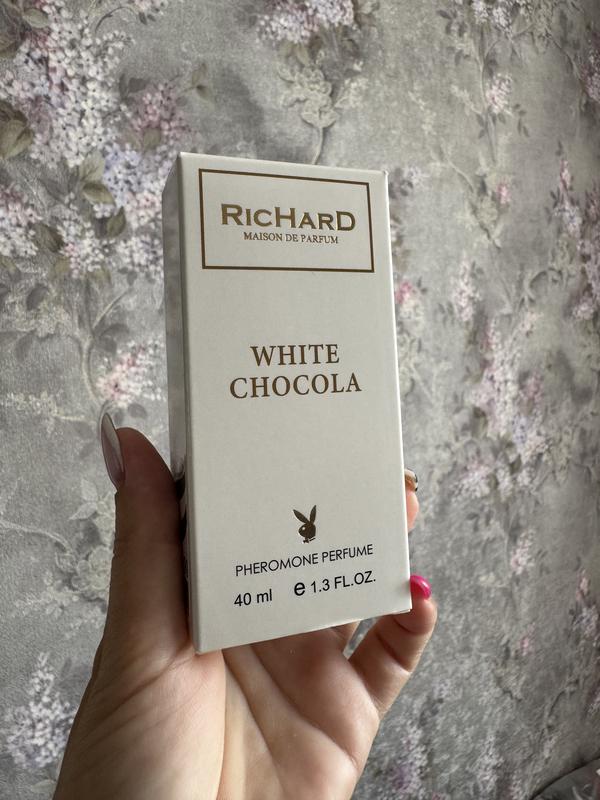 RicHarD
MAISON DE PARFUM
WHITE
CHOCOLA
PHEROMONE PERFUME
40 ml e 1.3 FL.OZ.